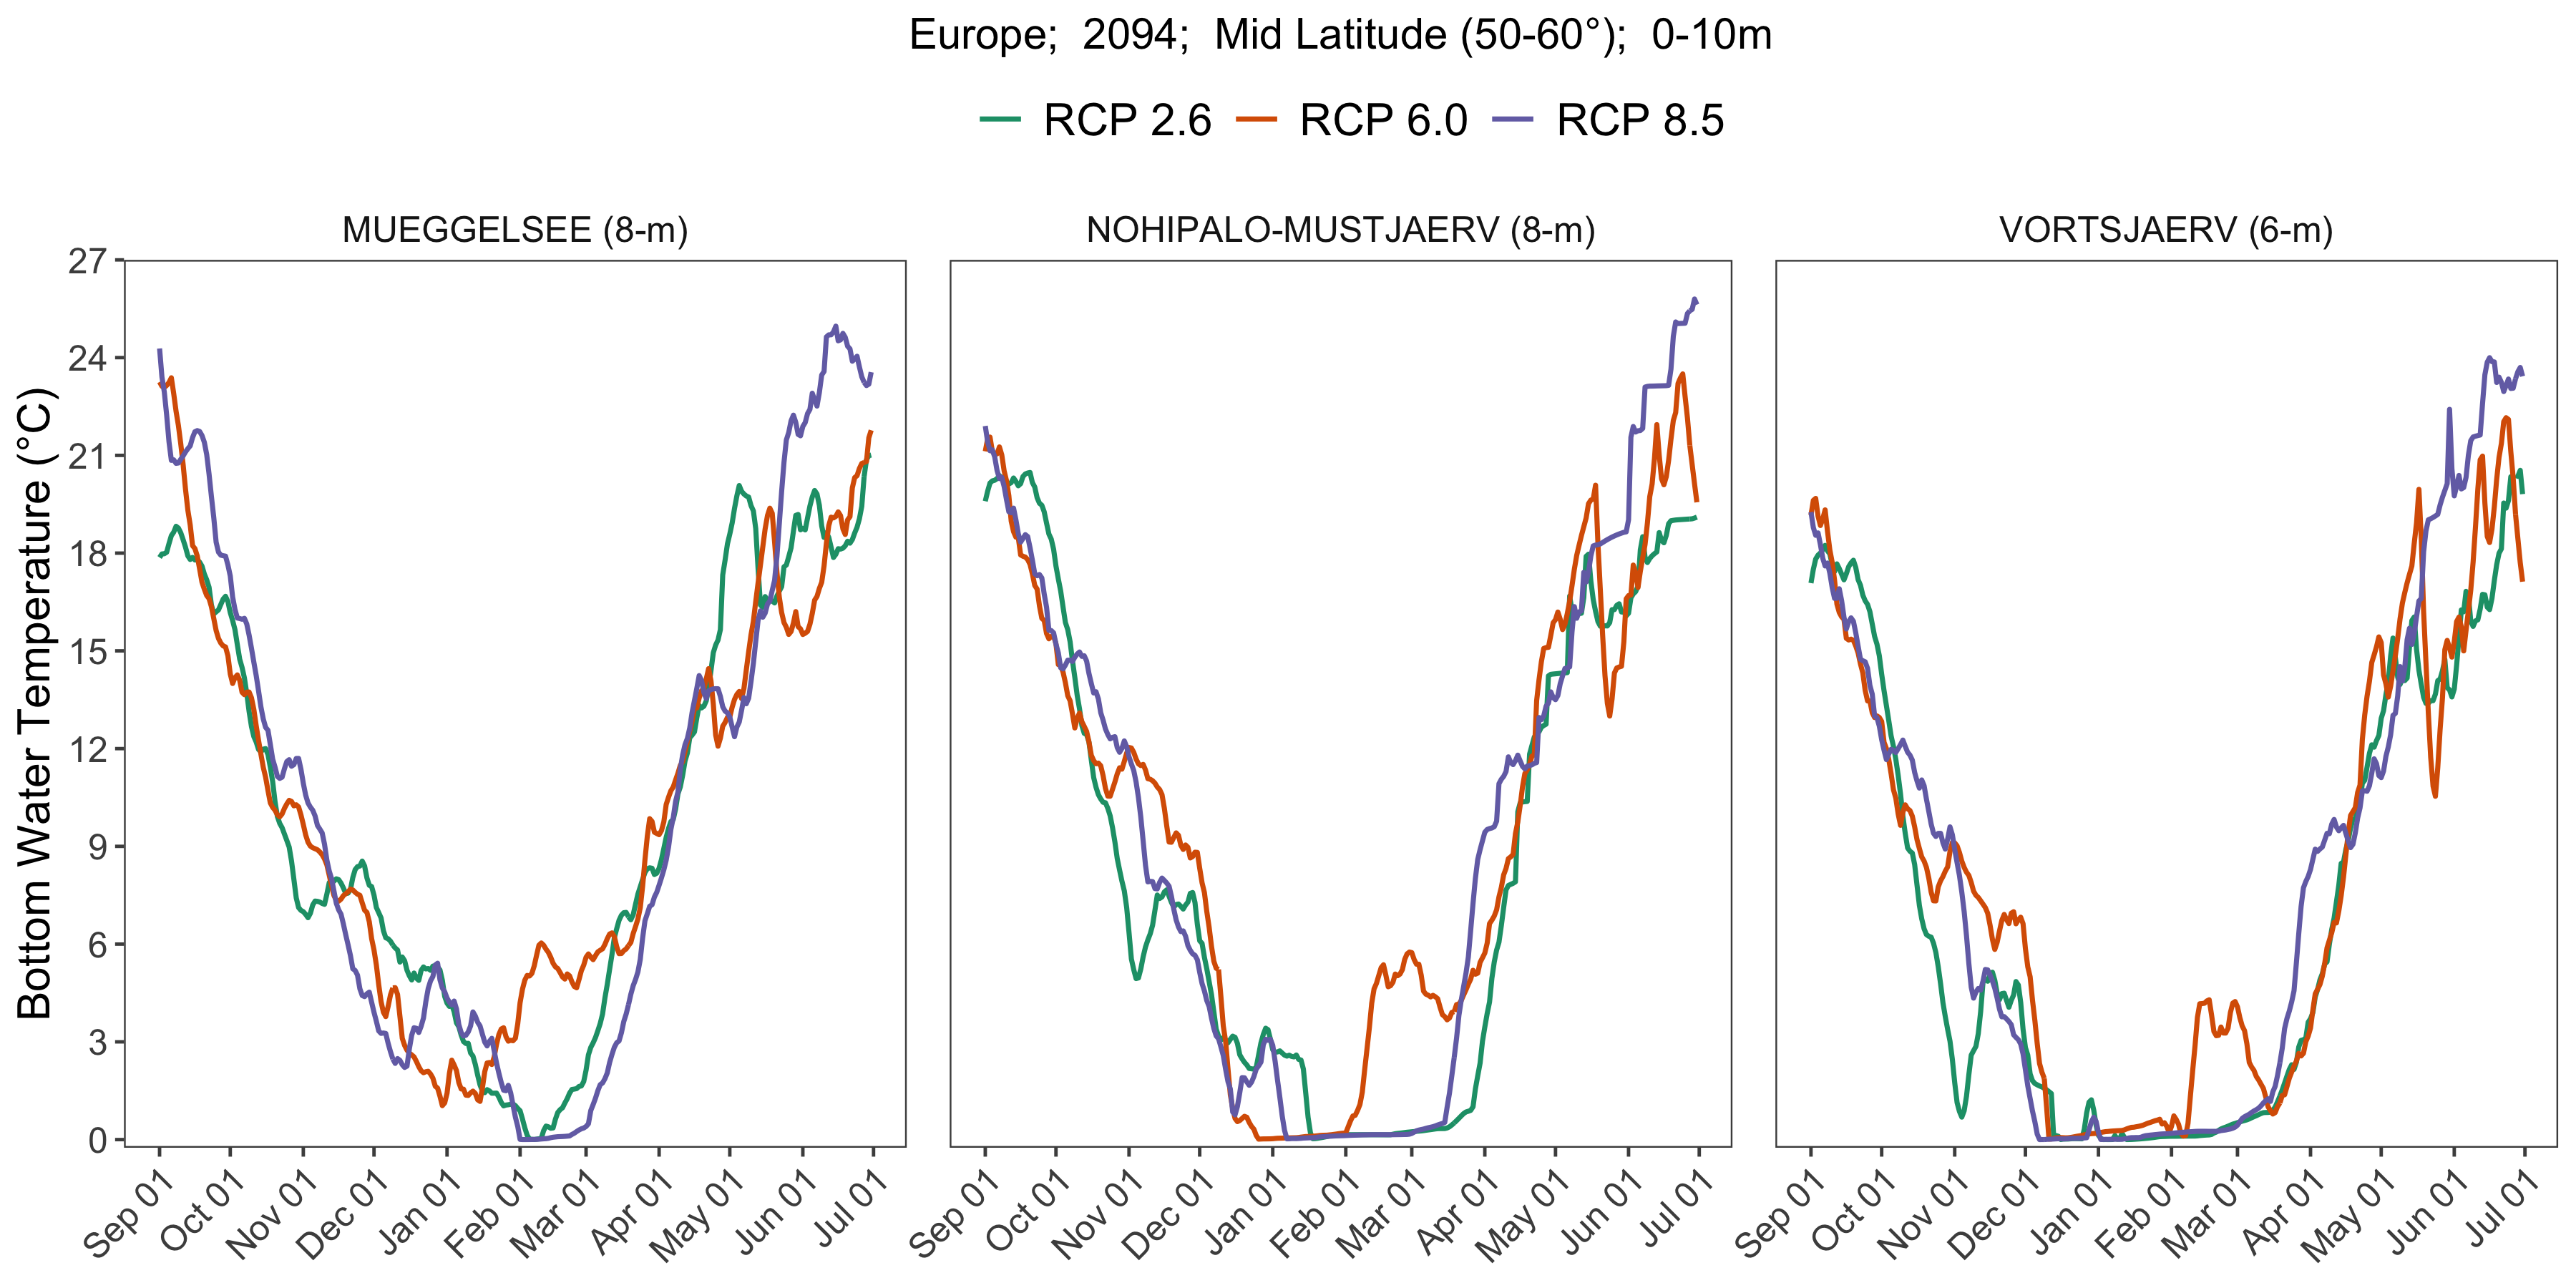 Europe;  2094;  Mid Latitude (50-60°);  0-10m
RCP 2.6 RCP 6.0 RCP 8.5
MUEGGELSEE (8-m) NOHIPALO-MUSTJAERV (8-m) VORTSJAERV (6-m)
Bottom Water Temperature (°C)
27
24
21
18
15
12
9
6
3
0
Sep 01 Oct 01 Nov 01 Dec 01 Jan 01 Feb 01 Mar 01 Apr 01 May 01 Jun 01 Jul 01 Sep 01 Oct 01 Nov 01 Dec 01 Jan 01 Feb 01 Mar 01 Apr 01 May 01 Jun 01 Jul 01 Sep 01 Oct 01 Nov 01 Dec 01 Jan 01 Feb 01 Mar 01 Apr 01 May 01 Jun 01 Jul 01